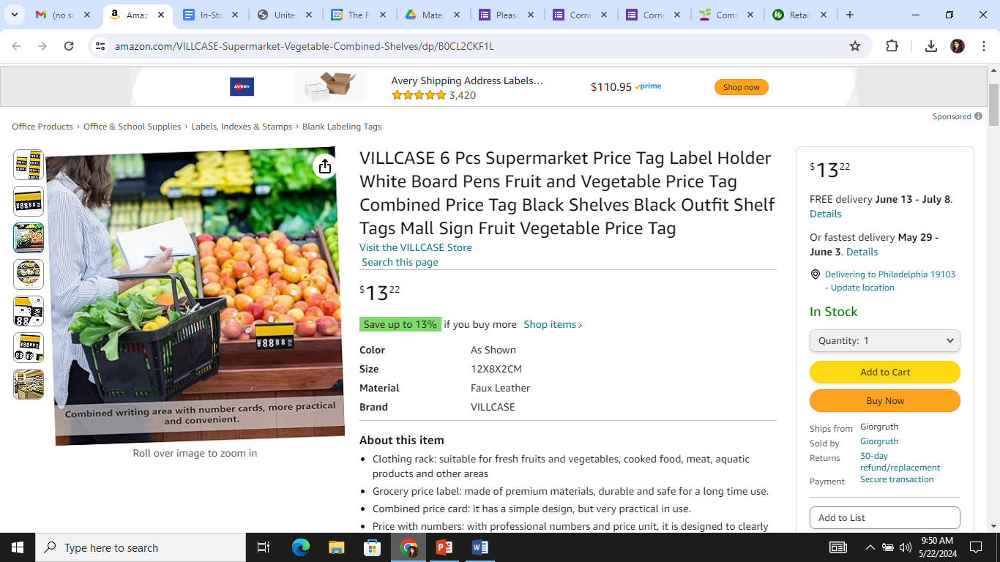 (no su
Amaz
In-Sto
Unite
The F
Mater
Pleas
Corne
Corne
Comm
Retail
amazon.com/VILLCASE-Supermarket-Vegetable-Combined-Shelves/dp/B0CL2CKF1L
AVERY
Avery Shipping Address Labels…
3,420
$110.95 prime
Shop now
Sponsored
Office Products › Office & School Supplies › Labels, Indexes & Stamps › Blank Labeling Tags
¥88888
Combined writing area with number cards, more practical
and convenient.
Roll over image to zoom in
VILLCASE 6 Pcs Supermarket Price Tag Label Holder
White Board Pens Fruit and Vegetable Price Tag
Combined Price Tag Black Shelves Black Outfit Shelf
Tags Mall Sign Fruit Vegetable Price Tag
Visit the VILLCASE Store
Search this page
$13 22
Save up to 13% if you buy more Shop items ›
Color As Shown
Size 12X8X2CM
Material Faux Leather
Brand VILLCASE
About this item
• Clothing rack: suitable for fresh fruits and vegetables, cooked food, meat, aquatic
products and other areas
• Grocery price label: made of premium materials, durable and safe for a long time use.
• Combined price card: it has a simple design, but very practical in use.
• Price with numbers: with professional numbers and price unit, it is designed to clearly
$13 22
FREE delivery June 13 - July 8.
Details
Or fastest delivery May 29 -
June 3. Details
Delivering to Philadelphia 19103
- Update location
In Stock
Quantity: 1
Add to Cart
Buy Now
Ships from Giorgruth
Sold by Giorgruth
Returns 30-day
refund/replacement
Payment Secure transaction
Add to List
Type here to search
9:50 AM
5/22/2024